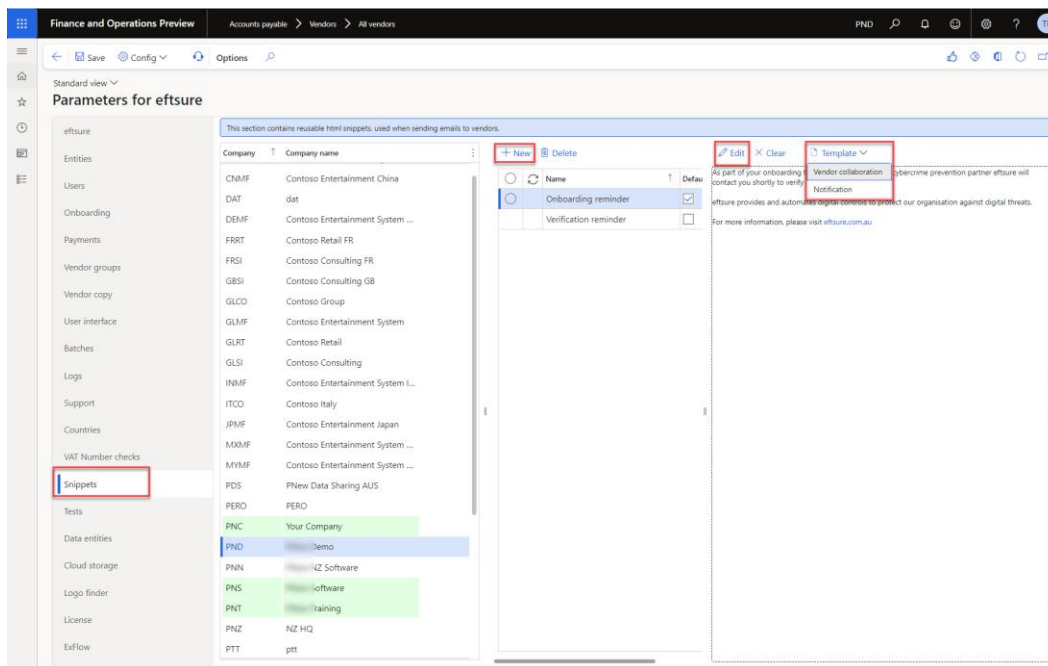 Finance and Operations Preview
Accounts payable > Vendors > All vendors
PND
?
Save
Config
Options
Standard view
Parameters for eftsure
eftsure
Entities
Users
Onboarding
Payments
Vendor groups
Vendor copy
User interface
Batches
Logs
Support
Countries
VAT Number checks
Snippets
Tests
Data entities
Cloud storage
Logo finder
License
ExFlow
This section contains reusable html snippets, used when sending emails to vendors.
Company ↑ Company name
CNMF Contoso Entertainment China
DAT dat
DEMF Contoso Entertainment System ...
FRRT Contoso Retail FR
FRSI Contoso Consulting FR
GBSI Contoso Consulting GB
GLCO Contoso Group
GLMF Contoso Entertainment System
GLRT Contoso Retail
GLSI Contoso Consulting
INMF Contoso Entertainment System I...
ITCO Contoso Italy
JPMF Contoso Entertainment Japan
MXMF Contoso Entertainment System ...
MYMF Contoso Entertainment System ...
PDS PNew Data Sharing AUS
PERO PERO
PNC Your Company
PND Demo
PNN NZ Software
PNS Software
PNT Training
PNZ NZ HQ
PTT ptt
+ New Delete
Name ↑ Defau
Onboarding reminder
Verification reminder
Edit Clear Template
Vendor collaboration
Notification
As part of your onboarding cybercrime prevention partner eftsure will
contact you shortly to verify
eftsure provides and automates digital controls to protect our organisation against digital threats.
For more information, please visit eftsure.com.au